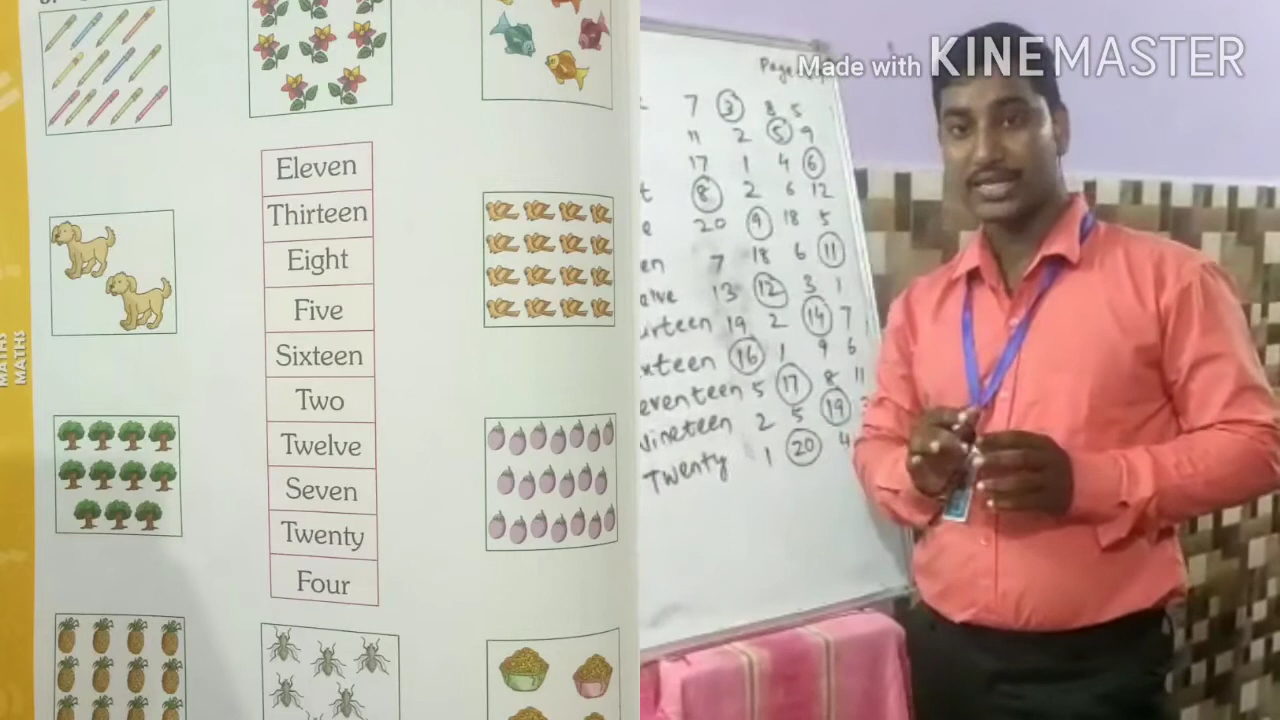 MATHS
MATHS
Eleven
Thirteen
Eight
Five
Sixteen
Two
Twelve
Seven
Twenty
Four
Made with KINEMASTER
7 3 8 5
11 2 5 9
17 1 4 6
8 2 6 12
20 9 18 5
7 18 6 11
13 12 3 1
19 2 14 7
16 1 9 6
5 17 8 11
2 5 19
Twenty 1 20 4